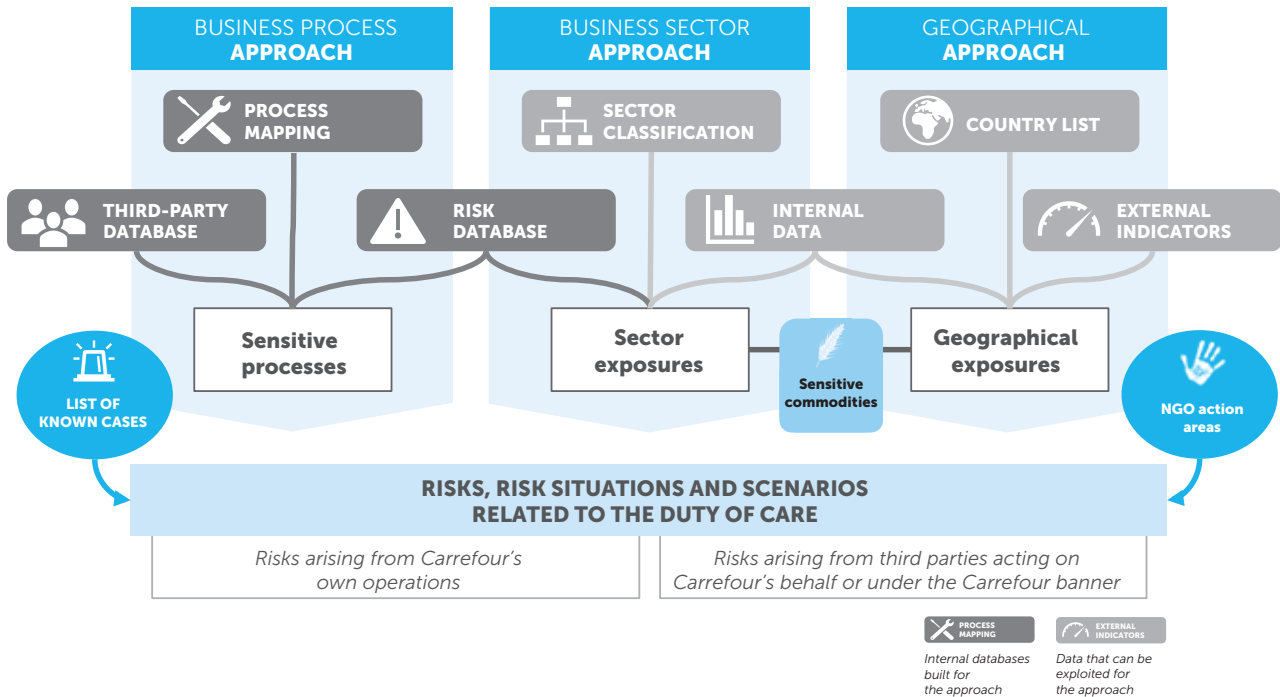 BUSINESS PROCESS
APPROACH
BUSINESS SECTOR
APPROACH
GEOGRAPHICAL
APPROACH
PROCESS
MAPPING
SECTOR
CLASSIFICATION
COUNTRY LIST
THIRD-PARTY
DATABASE
RISK
DATABASE
INTERNAL
DATA
EXTERNAL
INDICATORS
Sensitive
processes
Sector
exposures
Geographical
exposures
Sensitive
commodities
LIST OF
KNOWN CASES
NGO action
areas
RISKS, RISK SITUATIONS AND SCENARIOS
RELATED TO THE DUTY OF CARE
Risks arising from Carrefour's
own operations
Risks arising from third parties acting on
Carrefour's behalf or under the Carrefour banner
PROCESS
MAPPING
Internal databases
built for
the approach
EXTERNAL
INDICATORS
Data that can be
exploited for
the approach